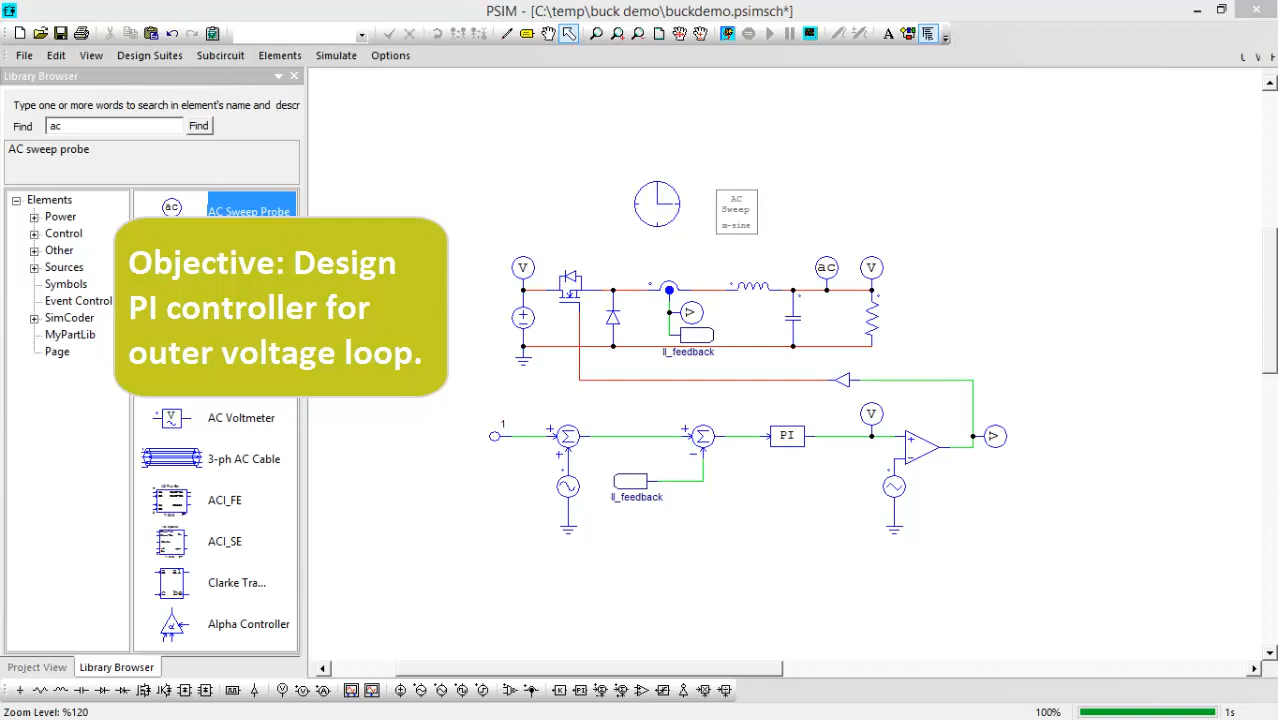 PSIM - [C:\temp\buck demo\buckdemo.psimsch*]
File Edit View Design Suites Subcircuit Elements Simulate Options
Library Browser
Type one or more words to search in element's name and descr
Find ac Find
AC sweep probe
Elements
Power
Control
Other
Sources
Symbols
Event Control
SimCoder
MyPartLib
Page
ac AC Sweep Probe
Objective: Design
PI controller for
outer voltage loop.
V AC Voltmeter
3-ph AC Cable
ACI_FE
ACI_SE
Clarke Tra...
Alpha Controller
AC
Sweep
m-sine
V
ac
V
A
Il_feedback
V
1
PI
A
Il_feedback
Project View Library Browser
Zoom Level: %120
100%
1s